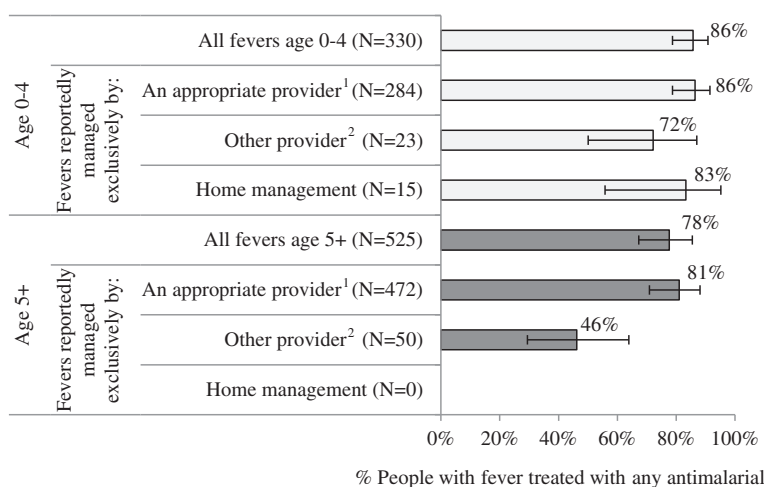 Age 0-4
Fevers reportedly
managed
exclusively by:
All fevers age 0-4 (N=330)
86%
An appropriate provider¹ (N=284)
86%
Other provider² (N=23)
72%
Home management (N=15)
83%
Age 5+
Fevers reportedly
managed
exclusively by:
All fevers age 5+ (N=525)
78%
An appropriate provider¹ (N=472)
81%
Other provider² (N=50)
46%
Home management (N=0)
0% 20% 40% 60% 80% 100%
% People with fever treated with any antimalarial